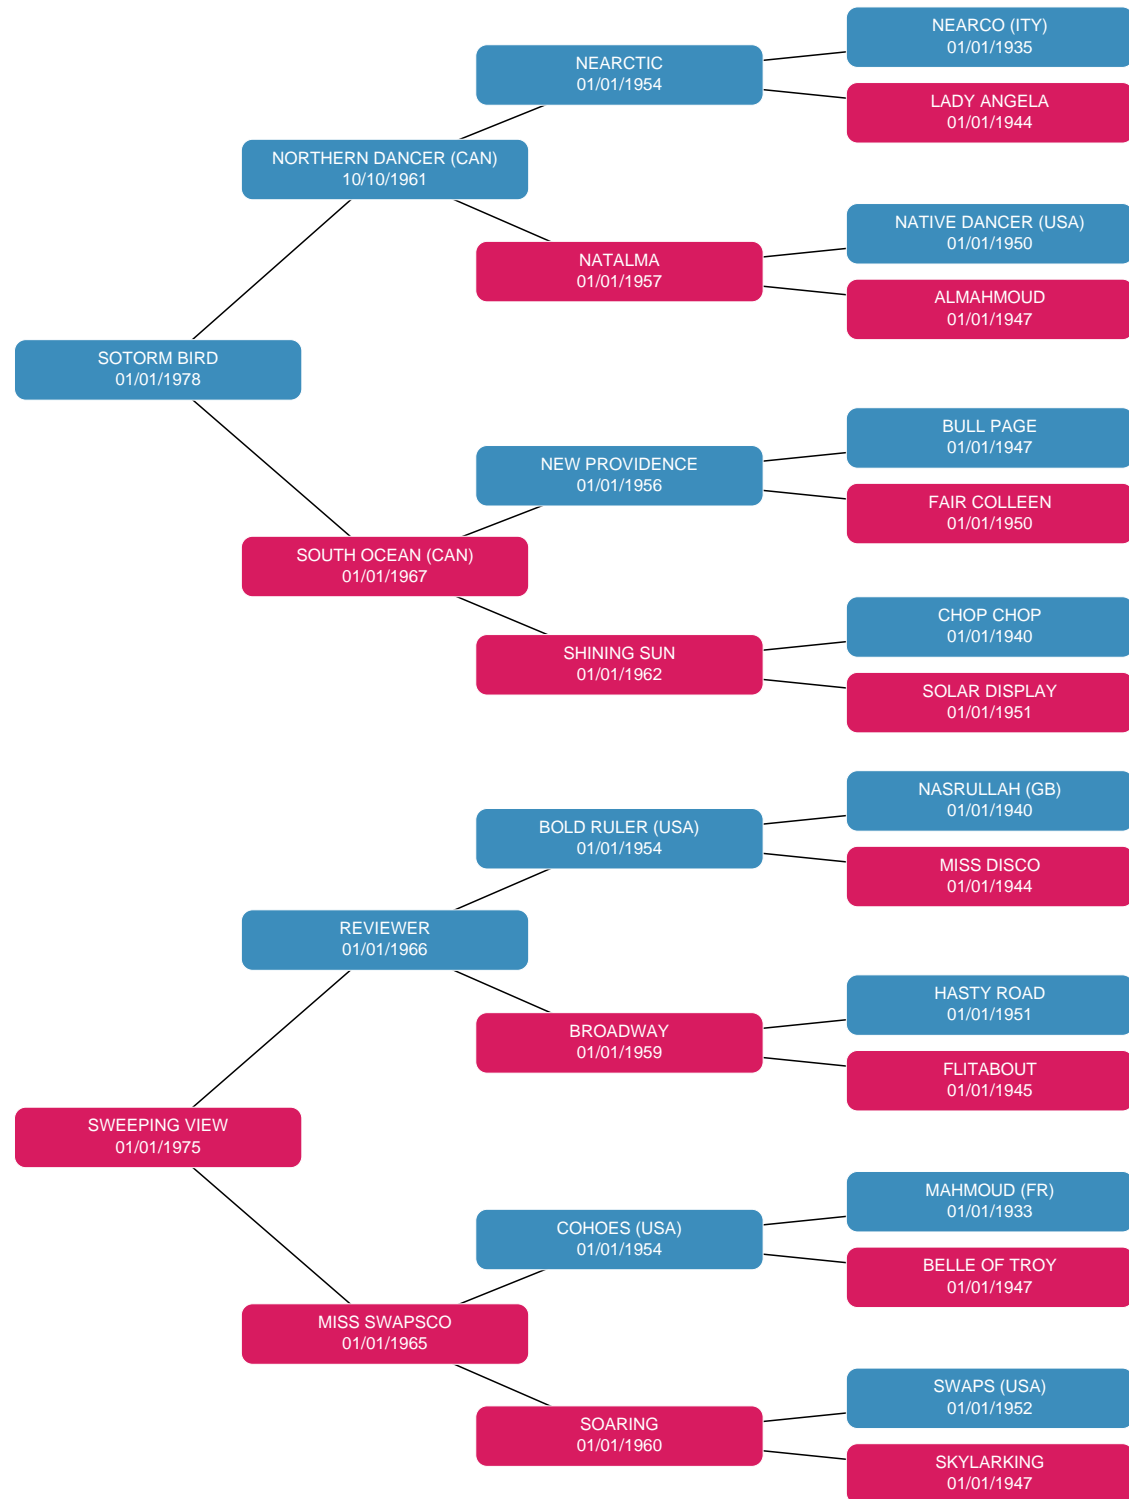 NEARCO (ITY)
01/01/1935
NEARCTIC
01/01/1954
LADY ANGELA
01/01/1944
NORTHERN DANCER (CAN)
10/10/1961
NATIVE DANCER (USA)
01/01/1950
NATALMA
01/01/1957
ALMAHMOUD
01/01/1947
SOTORM BIRD
01/01/1978
BULL PAGE
01/01/1947
NEW PROVIDENCE
01/01/1956
FAIR COLLEEN
01/01/1950
SOUTH OCEAN (CAN)
01/01/1967
CHOP CHOP
01/01/1940
SHINING SUN
01/01/1962
SOLAR DISPLAY
01/01/1951
NASRULLAH (GB)
01/01/1940
BOLD RULER (USA)
01/01/1954
MISS DISCO
01/01/1944
REVIEWER
01/01/1966
HASTY ROAD
01/01/1951
BROADWAY
01/01/1959
FLITABOUT
01/01/1945
SWEEPING VIEW
01/01/1975
MAHMOUD (FR)
01/01/1933
COHOES (USA)
01/01/1954
BELLE OF TROY
01/01/1947
MISS SWAPSCO
01/01/1965
SWAPS (USA)
01/01/1952
SOARING
01/01/1960
SKYLARKING
01/01/1947